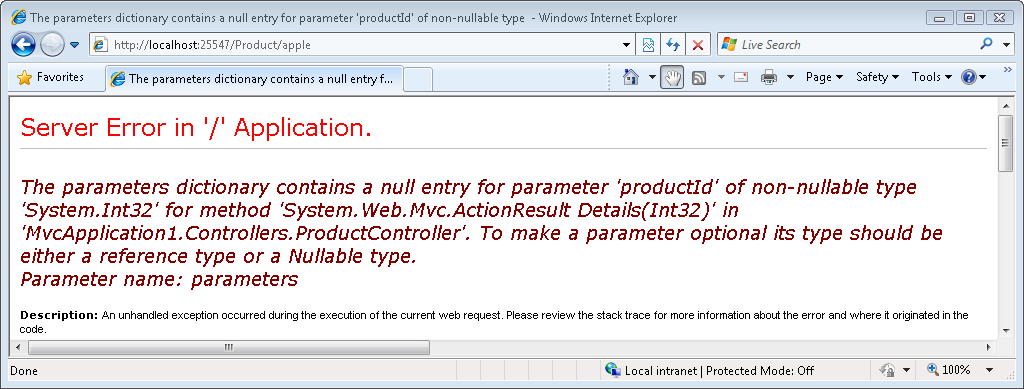 The parameters dictionary contains a null entry for parameter 'productId' of non-nullable type - Windows Internet Explorer
http://localhost:25547/Product/apple
Live Search
Favorites
The parameters dictionary contains a null entry f...
Page
Safety
Tools
Server Error in '/' Application.
The parameters dictionary contains a null entry for parameter 'productId' of non-nullable type
'System.Int32' for method 'System.Web.Mvc.ActionResult Details(Int32)' in
'MvcApplication1.Controllers.ProductController'. To make a parameter optional its type should be
either a reference type or a Nullable type.
Parameter name: parameters
Description: An unhandled exception occurred during the execution of the current web request. Please review the stack trace for more information about the error and where it originated in the
code.
Done
Local intranet | Protected Mode: Off
100%